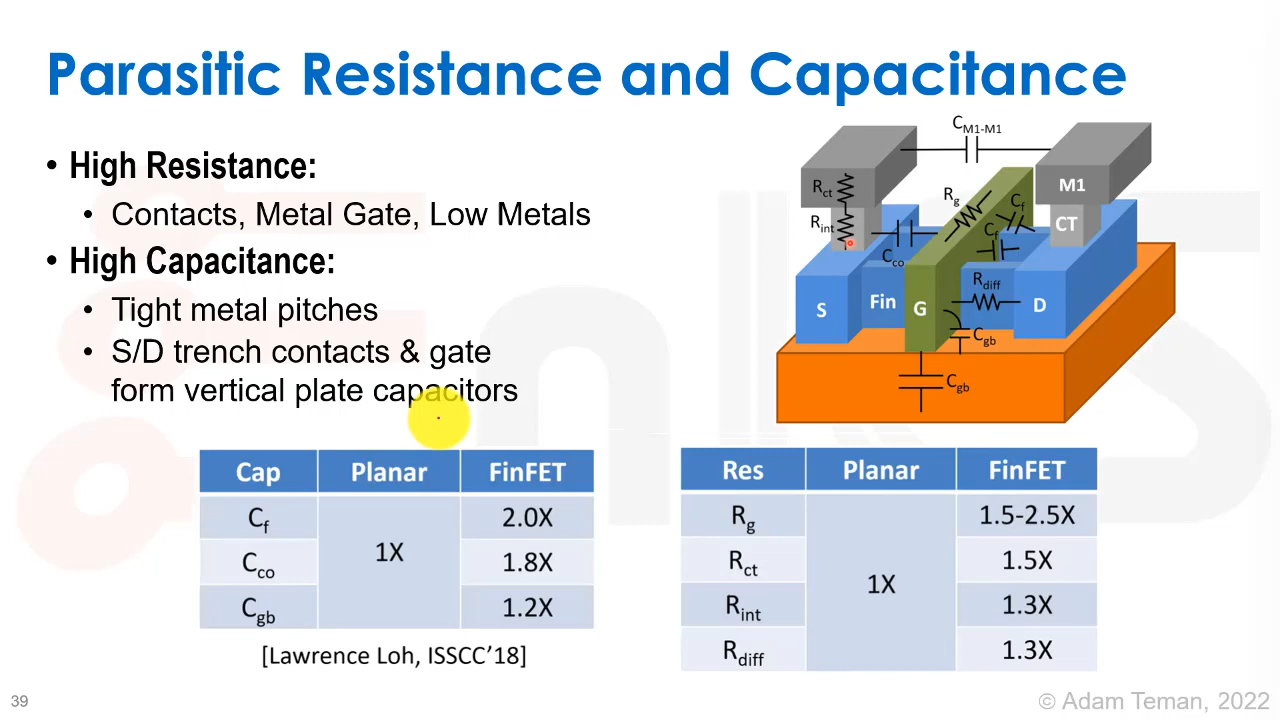 Parasitic Resistance and Capacitance
• High Resistance:
• Contacts, Metal Gate, Low Metals
• High Capacitance:
• Tight metal pitches
• S/D trench contacts & gate
form vertical plate capacitors
C_M1-M1
R_ct
R_g
C_f
M1
R_int
C_f
CT
C_co
R_diff
S
Fin
G
D
C_gb
C_gb
Cap Planar FinFET
C_f 1X 2.0X
C_co 1.8X
C_gb 1.2X
[Lawrence Loh, ISSCC'18]
Res Planar FinFET
R_g 1X 1.5-2.5X
R_ct 1.5X
R_int 1.3X
R_diff 1.3X
39
© Adam Teman, 2022